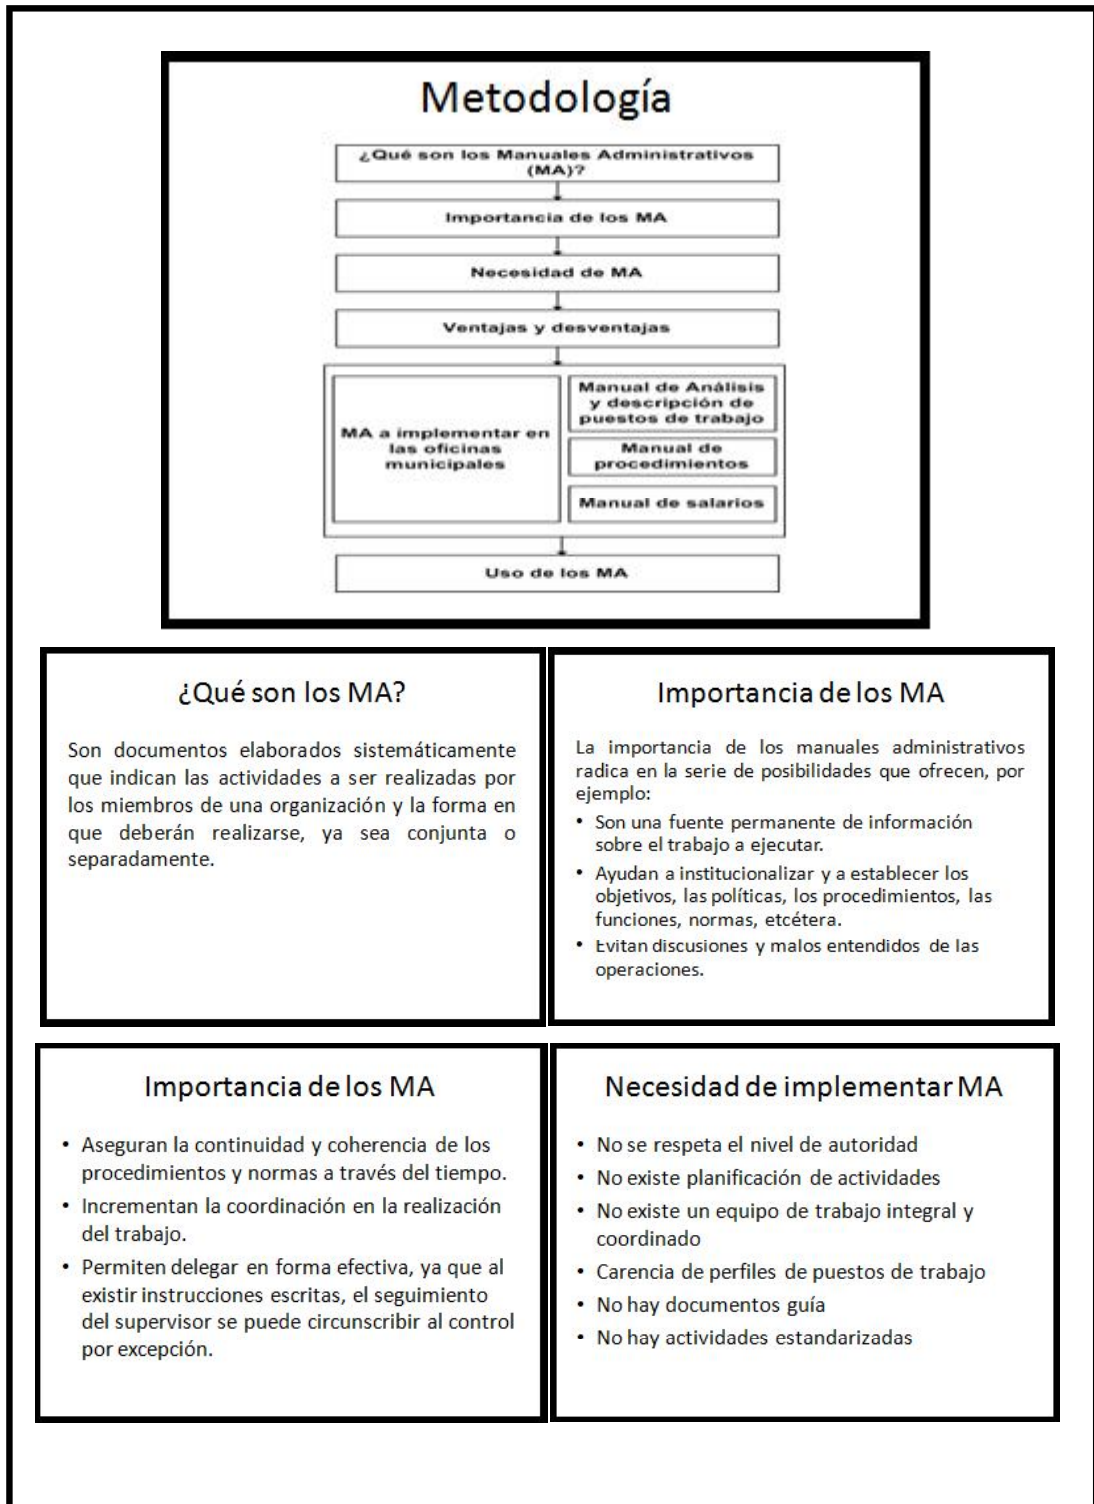 Metodología
¿Qué son los Manuales Administrativos
(MA)?
Importancia de los MA
Necesidad de MA
Ventajas y desventajas
MA a implementar en
las oficinas
municipales
Manual de Análisis
y descripción de
puestos de trabajo
Manual de
procedimientos
Manual de salarios
Uso de los MA
¿Qué son los MA?
Son documentos elaborados sistemáticamente
que indican las actividades a ser realizadas por
los miembros de una organización y la forma en
que deberán realizarse, ya sea conjunta o
separadamente.
Importancia de los MA
La importancia de los manuales administrativos
radica en la serie de posibilidades que ofrecen, por
ejemplo:
• Son una fuente permanente de información
sobre el trabajo a ejecutar.
• Ayudan a institucionalizar y a establecer los
objetivos, las políticas, los procedimientos, las
funciones, normas, etcétera.
• Evitan discusiones y malos entendidos de las
operaciones.
Importancia de los MA
• Aseguran la continuidad y coherencia de los
procedimientos y normas a través del tiempo.
• Incrementan la coordinación en la realización
del trabajo.
• Permiten delegar en forma efectiva, ya que al
existir instrucciones escritas, el seguimiento
del supervisor se puede circunscribir al control
por excepción.
Necesidad de implementar MA
• No se respeta el nivel de autoridad
• No existe planificación de actividades
• No existe un equipo de trabajo integral y
coordinado
• Carencia de perfiles de puestos de trabajo
• No hay documentos guía
• No hay actividades estandarizadas